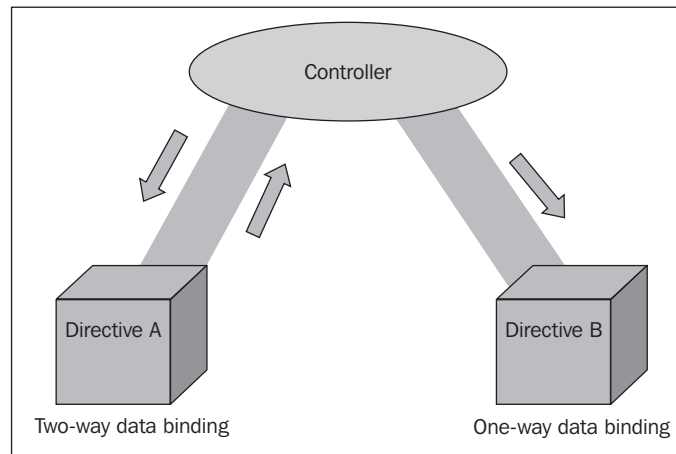 Controller
Directive A
Directive B
Two-way data binding
One-way data binding